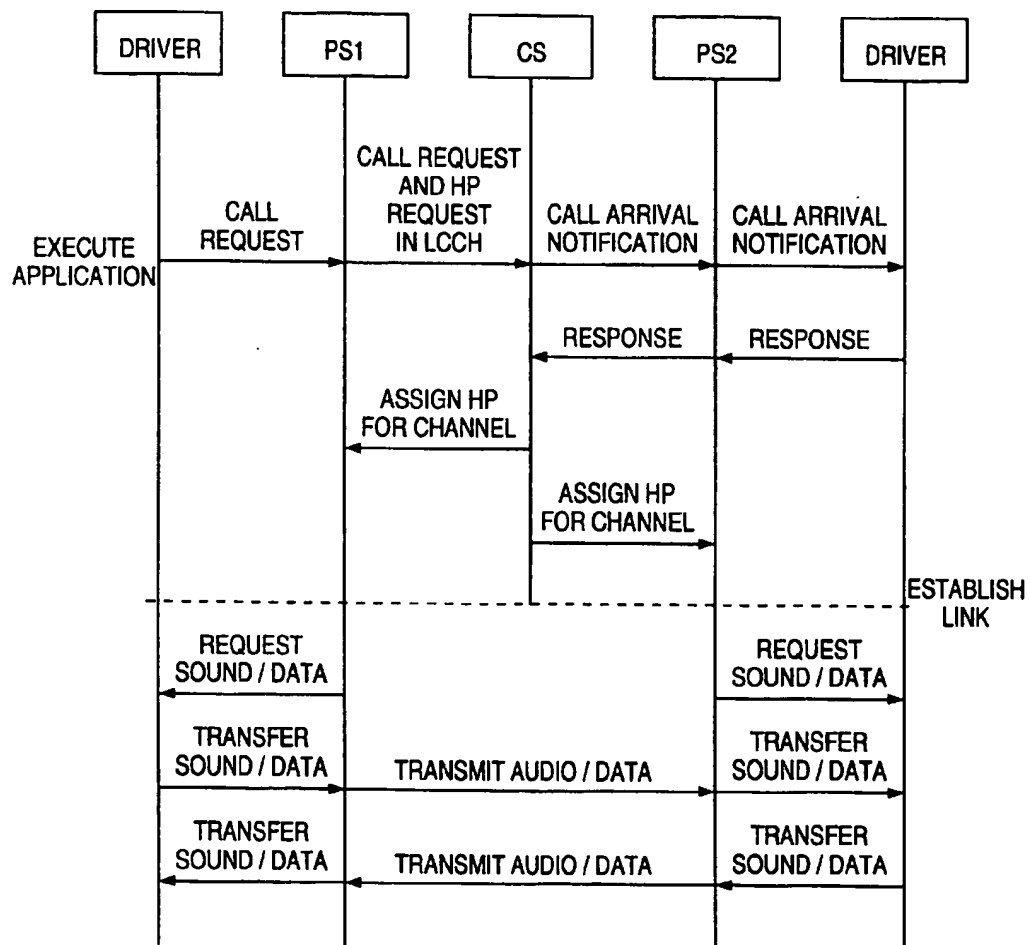 DRIVER
PS1
CS
PS2
DRIVER
EXECUTE
APPLICATION
CALL
REQUEST
CALL REQUEST
AND HP
REQUEST
IN LCCH
CALL ARRIVAL
NOTIFICATION
CALL ARRIVAL
NOTIFICATION
RESPONSE
RESPONSE
ASSIGN HP
FOR CHANNEL
ASSIGN HP
FOR CHANNEL
ESTABLISH
LINK
REQUEST
SOUND / DATA
REQUEST
SOUND / DATA
TRANSFER
SOUND / DATA
TRANSMIT AUDIO / DATA
TRANSFER
SOUND / DATA
TRANSFER
SOUND / DATA
TRANSMIT AUDIO / DATA
TRANSFER
SOUND / DATA